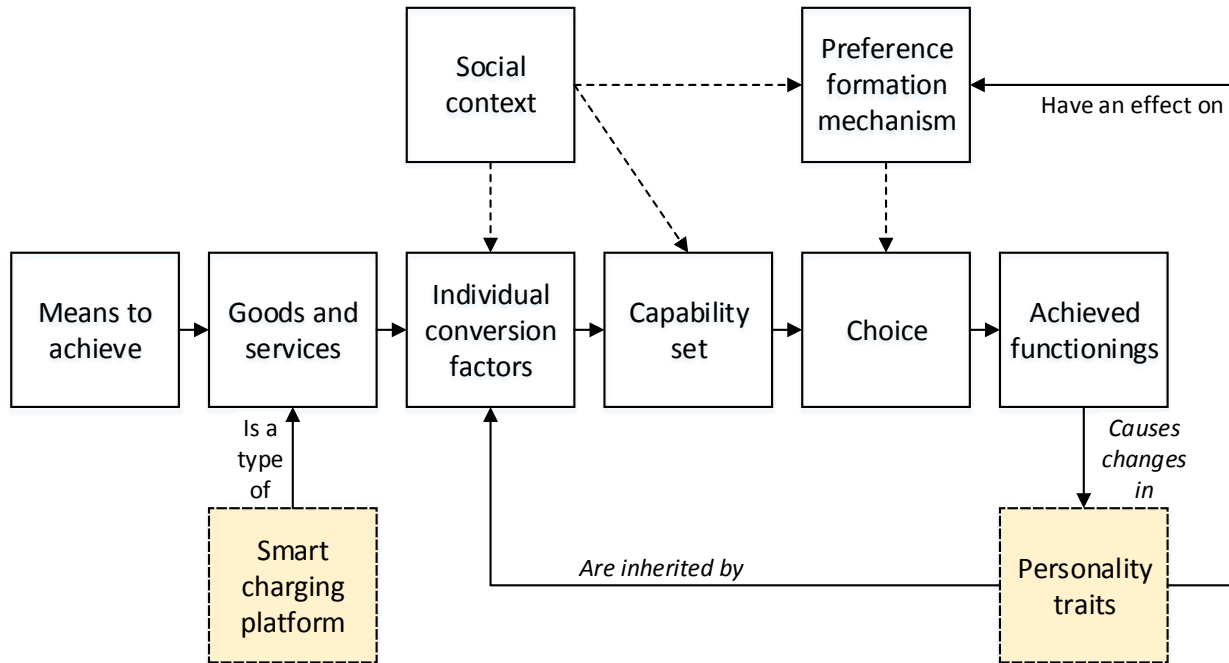 Social
context
Preference
formation
mechanism
Have an effect on
Means to
achieve
Goods and
services
Individual
conversion
factors
Capability
set
Choice
Achieved
functionings
Is a
type
of
Causes
changes
in
Smart
charging
platform
Are inherited by
Personality
traits